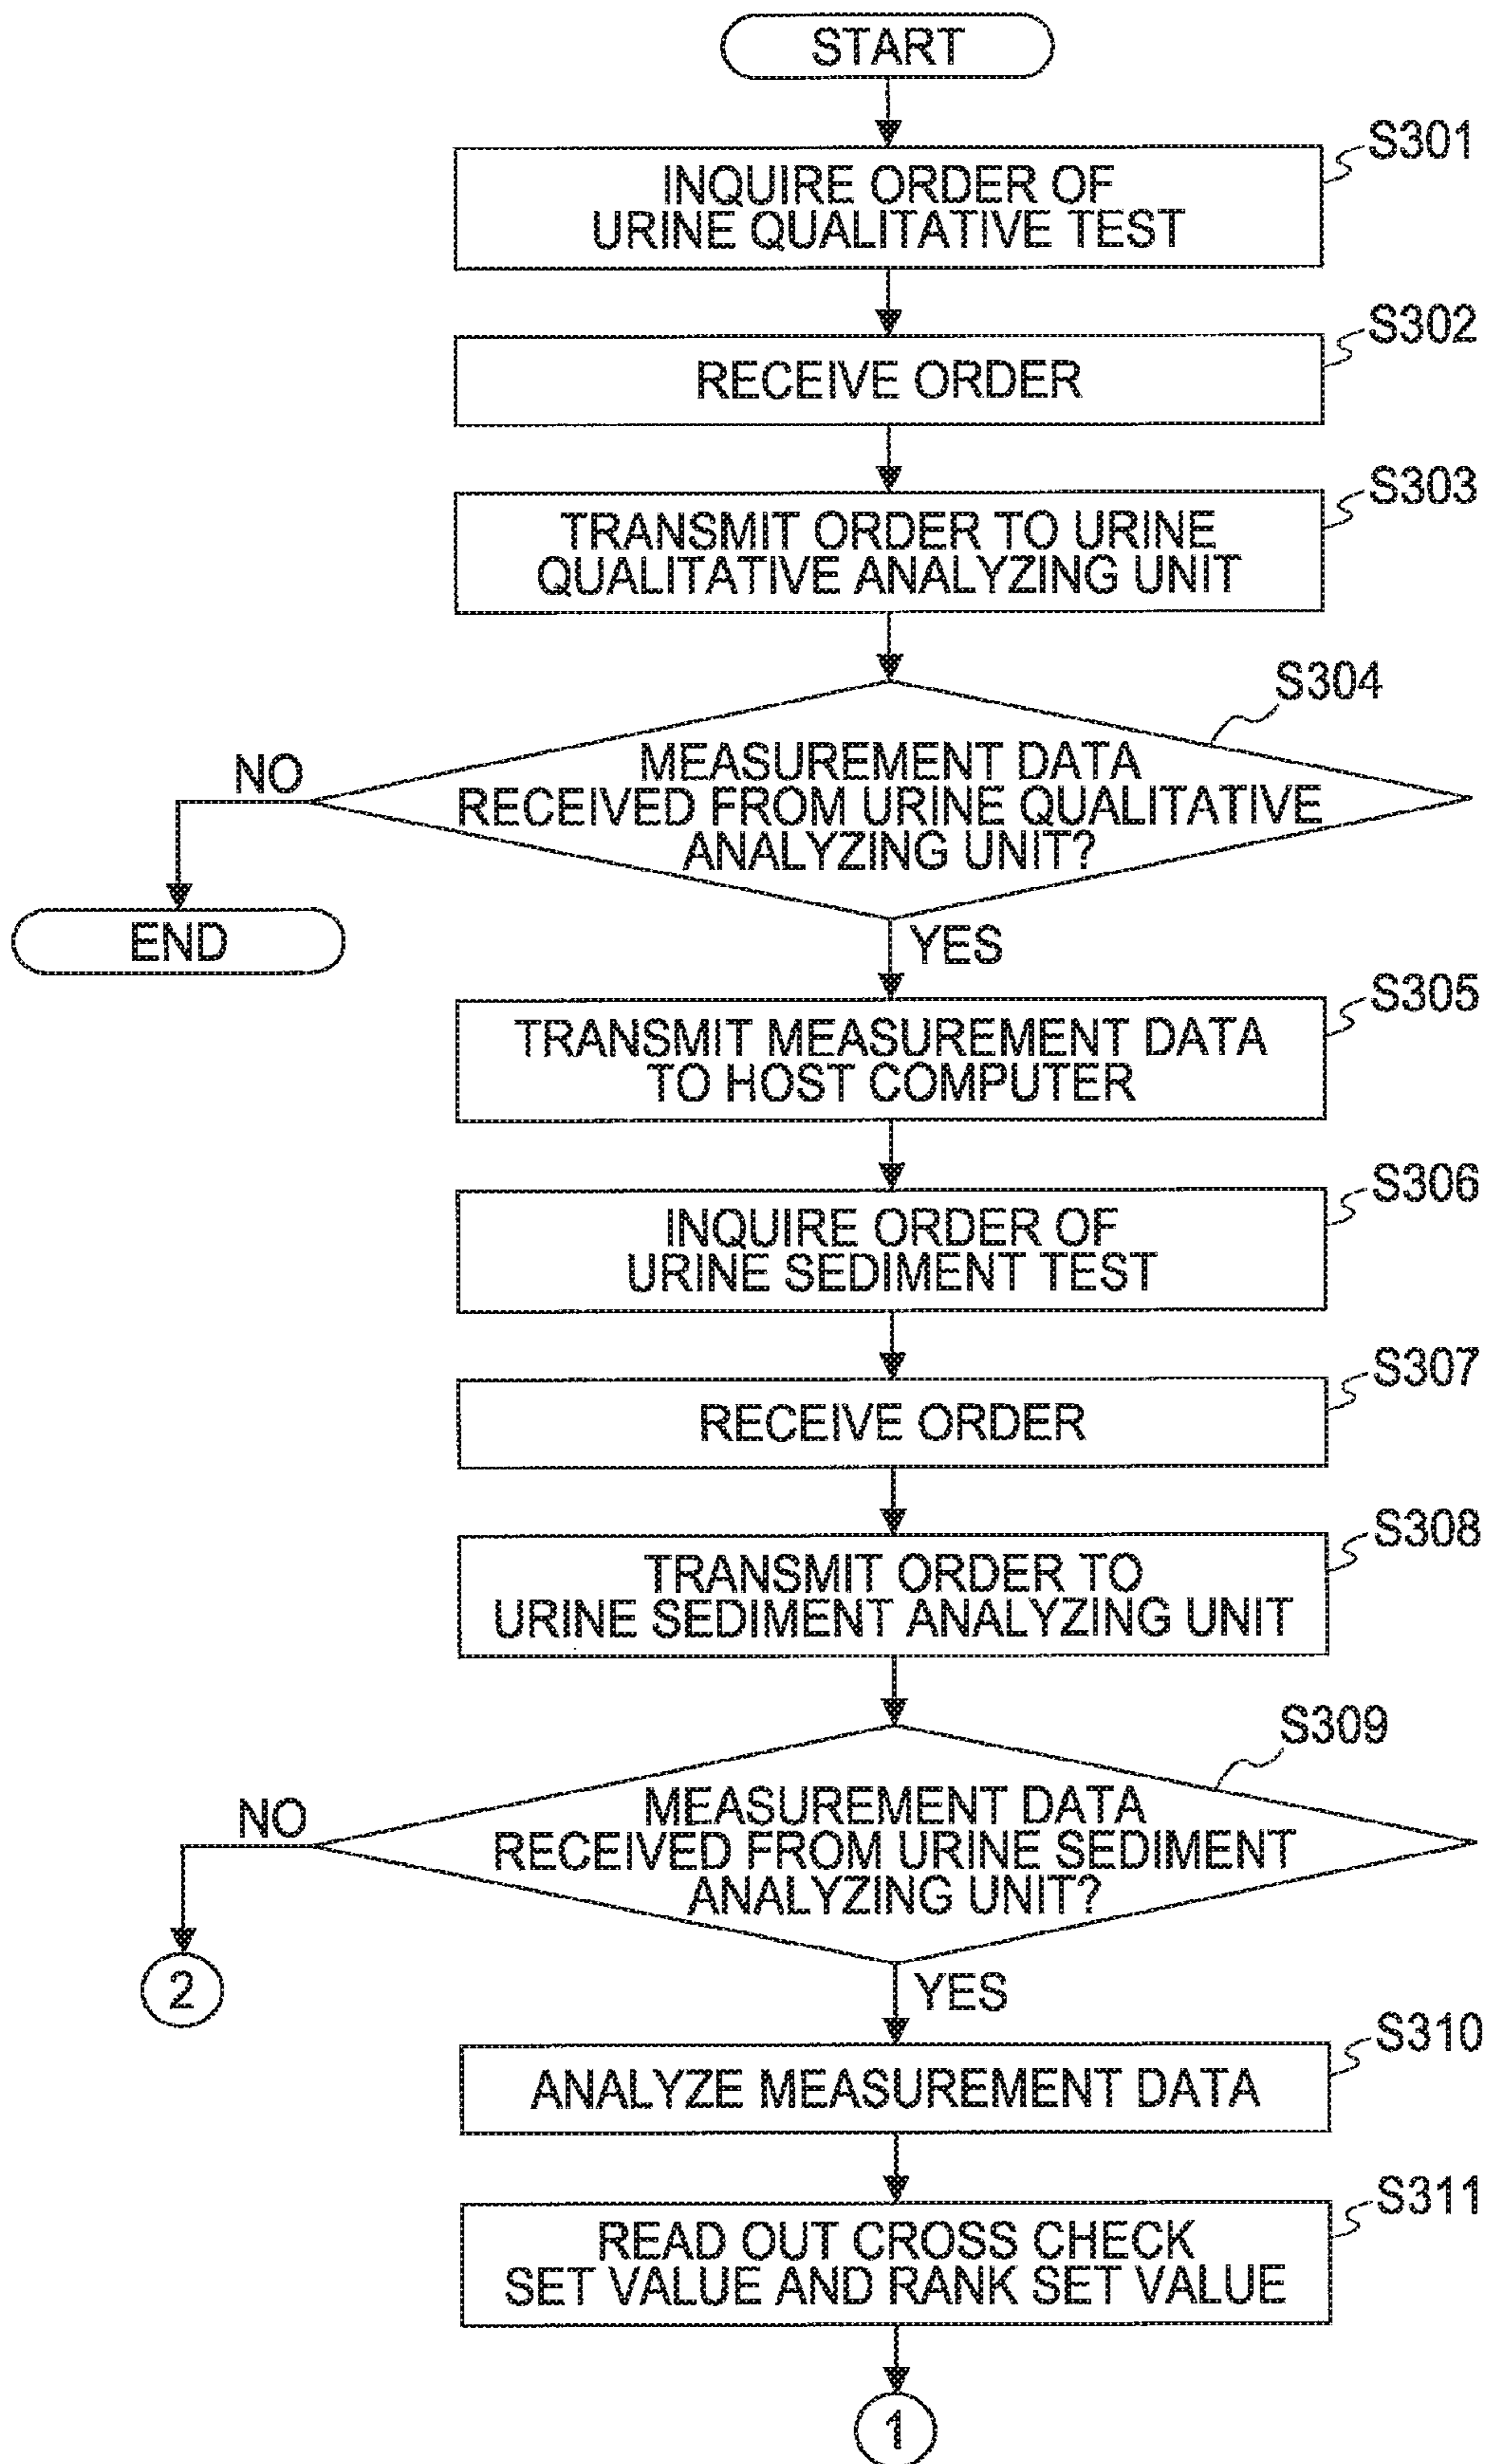 START
S301
INQUIRE ORDER OF
URINE QUALITATIVE TEST
S302
RECEIVE ORDER
S303
TRANSMIT ORDER TO URINE
QUALITATIVE ANALYZING UNIT
S304
NO
MEASUREMENT DATA
RECEIVED FROM URINE QUALITATIVE
ANALYZING UNIT?
END
YES
S305
TRANSMIT MEASUREMENT DATA
TO HOST COMPUTER
S306
INQUIRE ORDER OF
URINE SEDIMENT TEST
S307
RECEIVE ORDER
S308
TRANSMIT ORDER TO
URINE SEDIMENT ANALYZING UNIT
S309
NO
MEASUREMENT DATA
RECEIVED FROM URINE SEDIMENT
ANALYZING UNIT?
2
YES
S310
ANALYZE MEASUREMENT DATA
S311
READ OUT CROSS CHECK
SET VALUE AND RANK SET VALUE
1